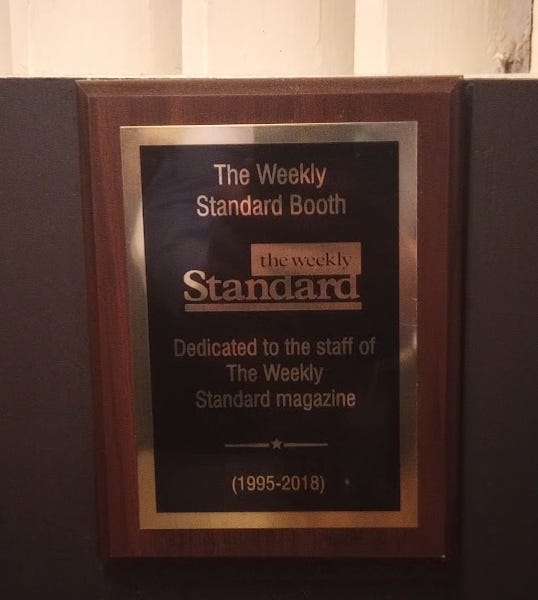 The Weekly
Standard Booth
the weekly
Standard
Dedicated to the staff of
The Weekly
Standard magazine
(1995-2018)